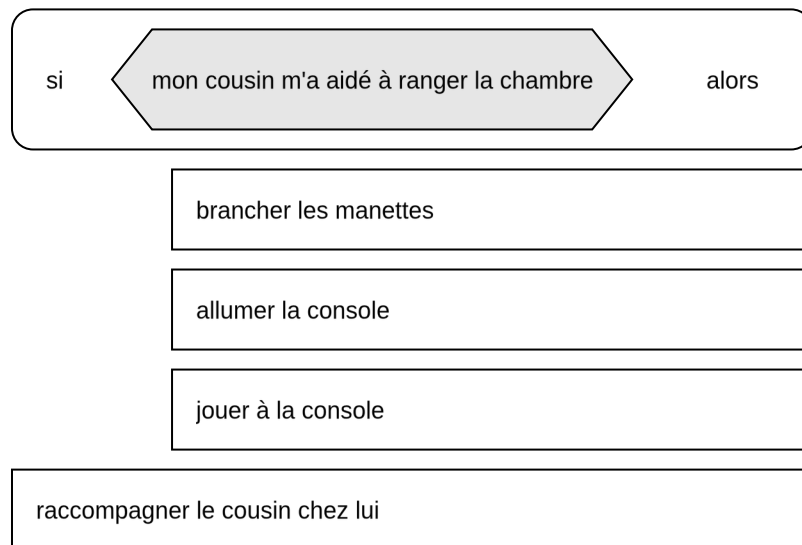 si mon cousin m'a aidé à ranger la chambre alors
brancher les manettes
allumer la console
jouer à la console
raccompagner le cousin chez lui